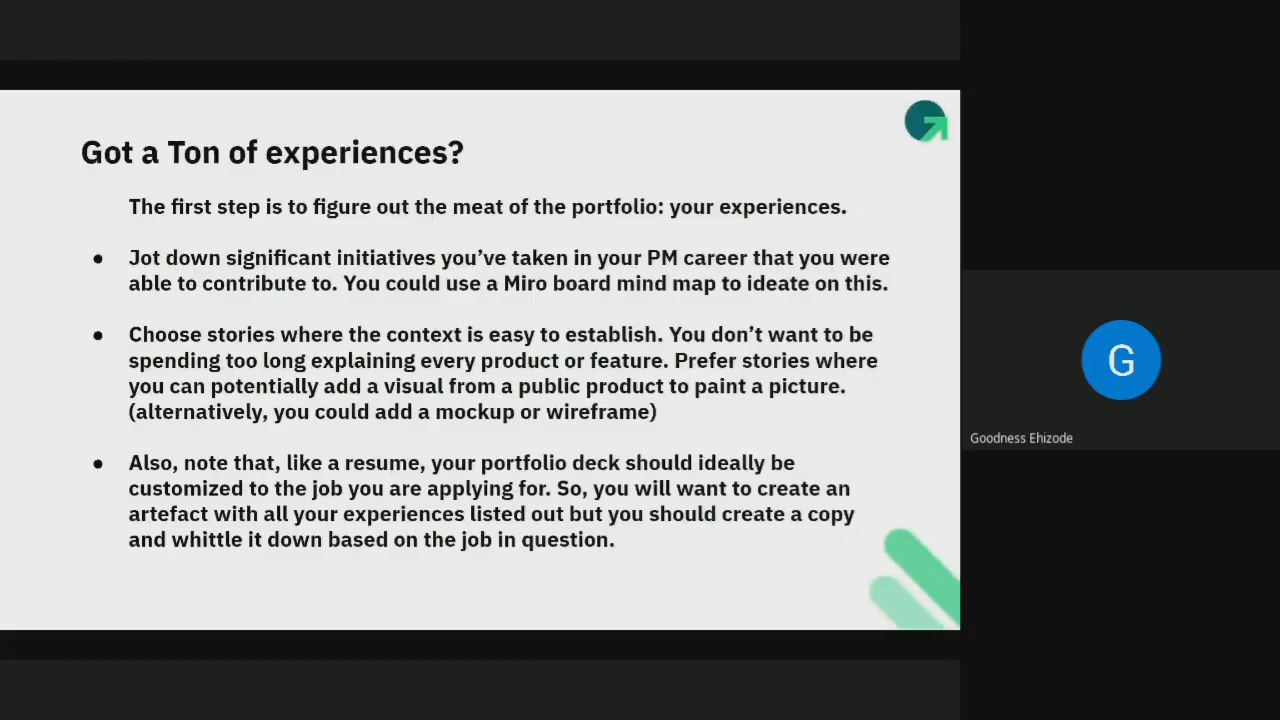 Got a Ton of experiences?
The first step is to figure out the meat of the portfolio: your experiences.
● Jot down significant initiatives you’ve taken in your PM career that you were
able to contribute to. You could use a Miro board mind map to ideate on this.
● Choose stories where the context is easy to establish. You don’t want to be
spending too long explaining every product or feature. Prefer stories where
you can potentially add a visual from a public product to paint a picture.
(alternatively, you could add a mockup or wireframe)
● Also, note that, like a resume, your portfolio deck should ideally be
customized to the job you are applying for. So, you will want to create an
artefact with all your experiences listed out but you should create a copy
and whittle it down based on the job in question.
G
Goodness Ehizode